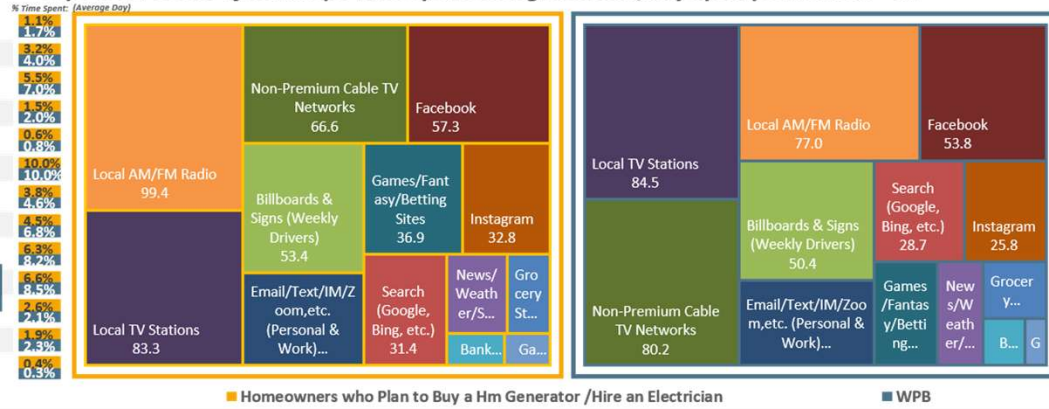 % Time Spent: (Average Day)
1.1%
1.7%
3.2%
4.0%
5.5%
7.0%
1.5%
2.0%
0.6%
0.8%
10.0%
10.0%
3.8%
4.6%
4.5%
6.8%
6.3%
8.2%
6.6%
8.5%
2.6%
2.1%
1.9%
2.3%
0.4%
0.3%
Local AM/FM Radio
99.4
Local TV Stations
83.3
Non-Premium Cable TV
Networks
66.6
Facebook
57.3
Billboards &
Signs (Weekly
Drivers)
53.4
Games/Fant
asy/Betting
Sites
36.9
Instagram
32.8
Email/Text/IM/Z
oom,etc.
(Personal &
Work)...
Search
(Google,
Bing, etc.)
31.4
News/
Weath
er/S...
Gro
cery
St...
Bank...
Ga...
Local TV Stations
84.5
Non-Premium Cable
TV Networks
80.2
Local AM/FM Radio
77.0
Facebook
53.8
Billboards & Signs
(Weekly Drivers)
50.4
Search
(Google,
Bing, etc.)
28.7
Instagram
25.8
Email/Text/IM/Zoo
m,etc. (Personal &
Work)...
Games
/Fantas
y/Betti
ng...
New
s/W
eath
er/...
Grocer
y...
B...
G
Homeowners who Plan to Buy a Hm Generator /Hire an Electrician
WPB